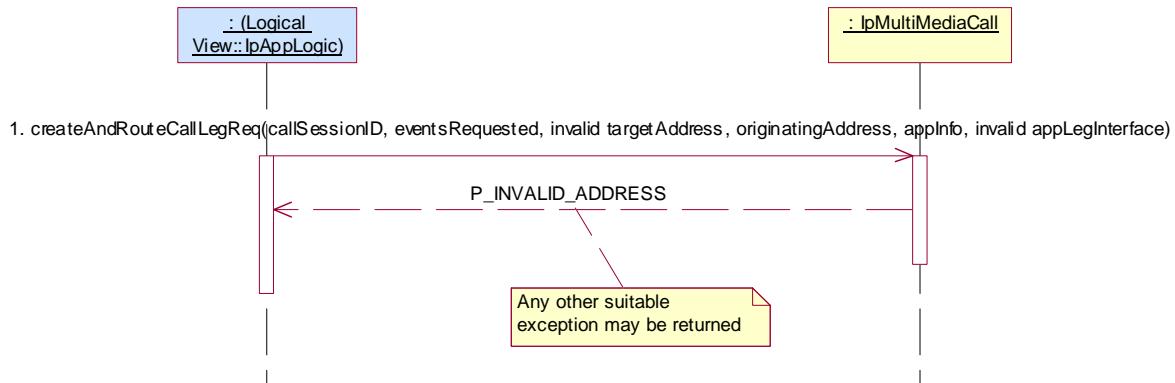 : (Logical
View::IpAppLogic)
: IpMultiMediaCall
1. createAndRouteCallLegReq(callSessionID, eventsRequested, invalid targetAddress, originatingAddress, appInfo, invalid appLegInterface)
P_INVALID_ADDRESS
Any other suitable
exception may be returned